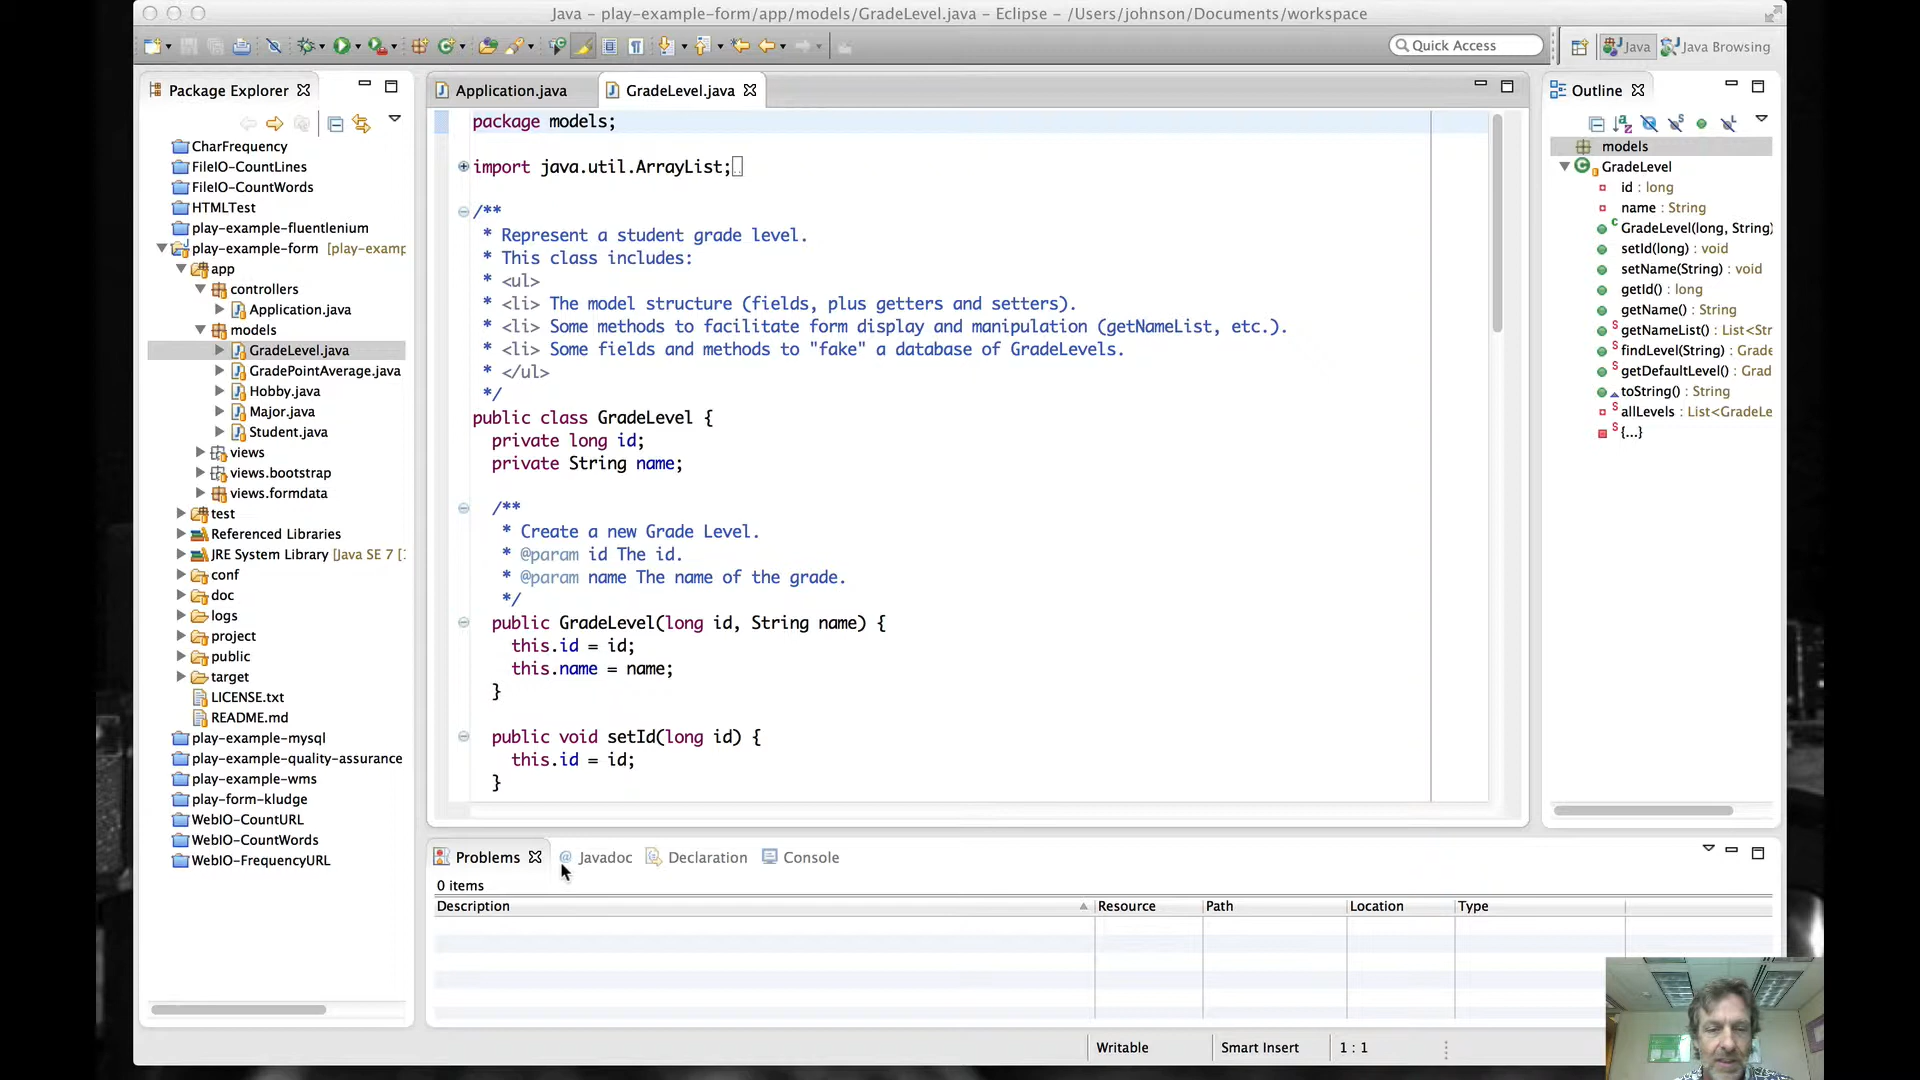 Java - play-example-form/app/models/GradeLevel.java - Eclipse - /Users/johnson/Documents/workspace
Quick Access
Java
Java Browsing
Package Explorer
CharFrequency
FileIO-CountLines
FileIO-CountWords
HTMLTest
play-example-fluentlenium
play-example-form [play-examp
app
controllers
Application.java
models
GradeLevel.java
GradePointAverage.java
Hobby.java
Major.java
Student.java
views
views.bootstrap
views.formdata
test
Referenced Libraries
JRE System Library [Java SE 7 [:
conf
doc
logs
project
public
target
LICENSE.txt
README.md
play-example-mysql
play-example-quality-assurance
play-example-wms
play-form-kludge
WebIO-CountURL
WebIO-CountWords
WebIO-FrequencyURL
Application.java
GradeLevel.java
package models;
import java.util.ArrayList;
/**
* Represent a student grade level.
* This class includes:
* <ul>
* <li> The model structure (fields, plus getters and setters).
* <li> Some methods to facilitate form display and manipulation (getNameList, etc.).
* <li> Some fields and methods to "fake" a database of GradeLevels.
* </ul>
*/
public class GradeLevel {
private long id;
private String name;
/**
* Create a new Grade Level.
* @param id The id.
* @param name The name of the grade.
*/
public GradeLevel(long id, String name) {
this.id = id;
this.name = name;
}
public void setId(long id) {
this.id = id;
}
Outline
models
GradeLevel
id : long
name : String
GradeLevel(long, String)
setId(long) : void
setName(String) : void
getId() : long
getName() : String
getNameList() : List<Str
findLevel(String) : Grade
getDefaultLevel() : Grad
toString() : String
allLevels : List<GradeLe
{...}
Problems
@ Javadoc
Declaration
Console
0 items
Description
Resource
Path
Location
Type
Writable
Smart Insert
1 : 1